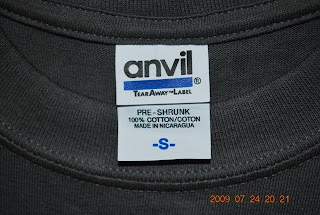 anvil®
TEARAWAY™LABEL
PRE-SHRUNK
100% COTTON/COTON
MADE IN NICARAGUA
-S-
2009 07 24 20 21